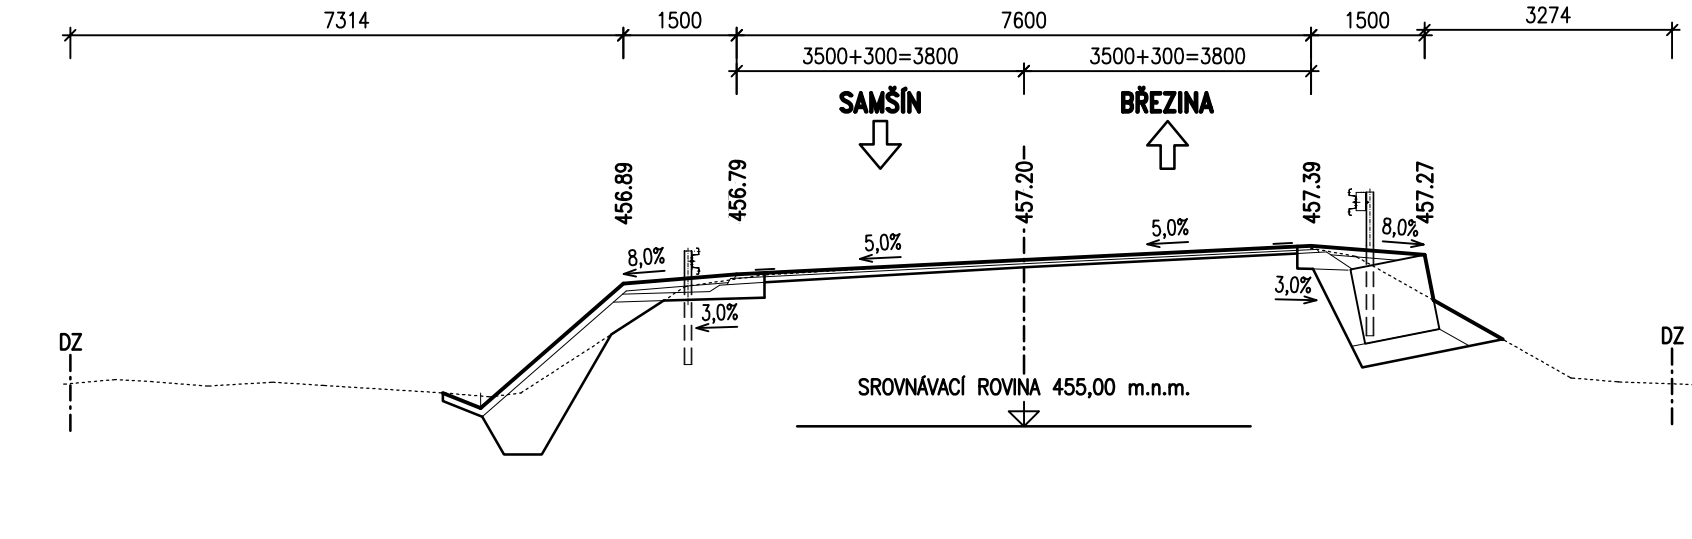 7314 1500 7600 1500 3274
3500+300=3800 3500+300=3800
SAMŠÍN BŘEZINA
456.89 456.79 457.20 457.39 457.27
8,0% 5,0% 5,0% 8,0%
3,0% 3,0%
DZ DZ
SROVNÁVACÍ ROVINA 455,00 m.n.m.